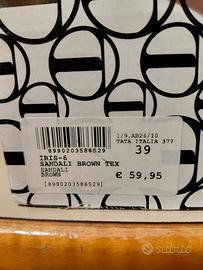 8990203586529
1/9.AB24/10
TATA ITALIA 377
IRIS-6
39
SANDALI BROWN TEX
SANDALI
BROWN
€ 59,95
[8990203586529]
subito